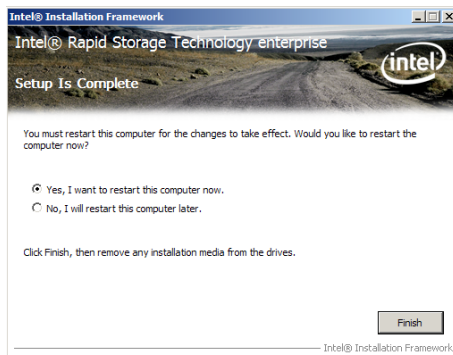 Intel® Installation Framework
Intel® Rapid Storage Technology enterprise
intel
Setup Is Complete
You must restart this computer for the changes to take effect. Would you like to restart the
computer now?
Yes, I want to restart this computer now.
No, I will restart this computer later.
Click Finish, then remove any installation media from the drives.
Finish
Intel® Installation Framework